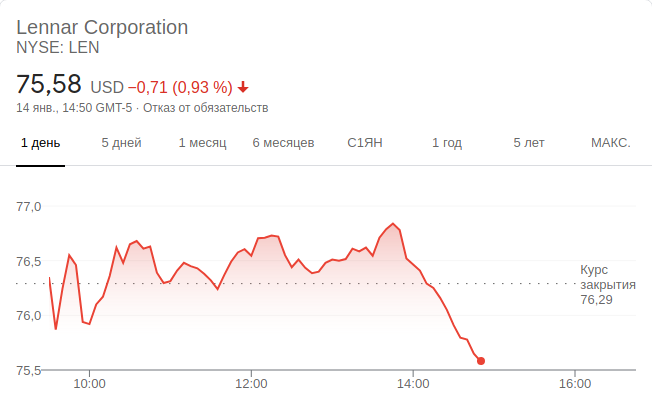 Lennar Corporation
NYSE: LEN
75,58 USD −0,71 (0,93 %)
14 янв., 14:50 GMT-5 · Отказ от обязательств
1 день 5 дней 1 месяц 6 месяцев С1ЯН 1 год 5 лет МАКС.
77,0
76,5
76,0
75,5
Курс
закрытия
76,29
10:00 12:00 14:00 16:00